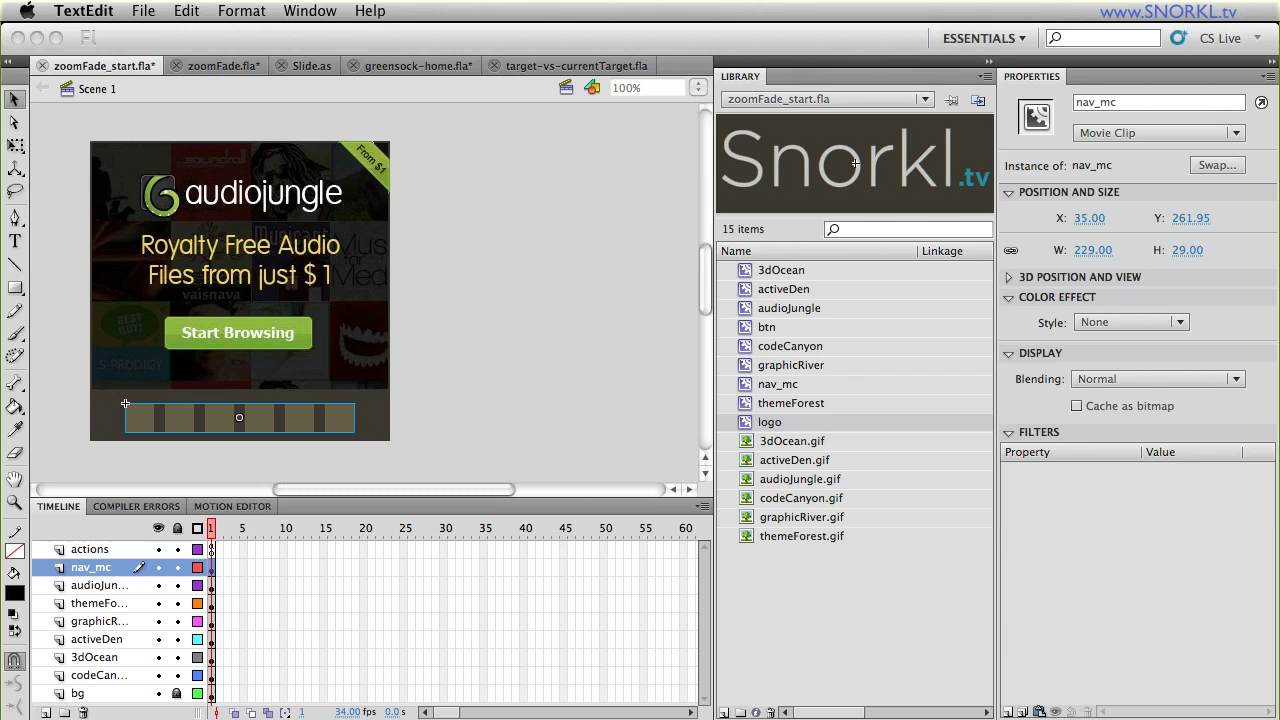 TextEdit File Edit Format Window Help www.SNORKL.tv
Fl ESSENTIALS CS Live
zoomFade_start.fla* zoomFade.fla* Slide.as greensock-home.fla* target-vs-currentTarget.fla
Scene 1 100%
From $1
soundroll
audiojungle
Royalty Free Audio
Files from just $1
vaisnava
BEST BUY!
Start Browsing
S-PRODIGY
LIBRARY
zoomFade_start.fla
Snorkl.tv
15 items
Name Linkage
3dOcean
activeDen
audioJungle
btn
codeCanyon
graphicRiver
nav_mc
themeForest
logo
3dOcean.gif
activeDen.gif
audioJungle.gif
codeCanyon.gif
graphicRiver.gif
themeForest.gif
PROPERTIES
nav_mc
Movie Clip
Instance of: nav_mc Swap...
POSITION AND SIZE
X: 35.00 Y: 261.95
W: 229.00 H: 29.00
3D POSITION AND VIEW
COLOR EFFECT
Style: None
DISPLAY
Blending: Normal
Cache as bitmap
FILTERS
Property Value
TIMELINE COMPILER ERRORS MOTION EDITOR
1 5 10 15 20 25 30 35 40 45 50 55 60
actions
nav_mc
audioJun...
themeFo...
graphicR...
activeDen
3dOcean
codeCan...
bg
1 34.00 fps 0.0 s